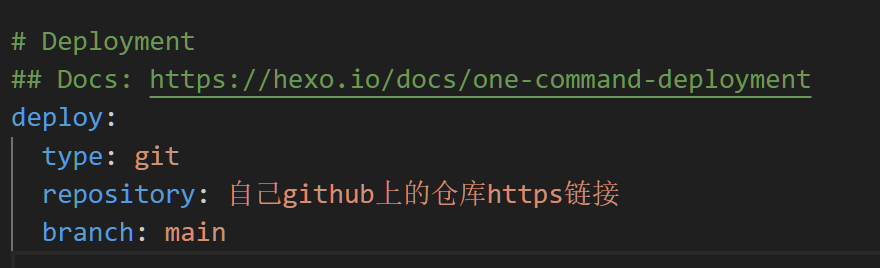 # Deployment
## Docs: https://hexo.io/docs/one-command-deployment
deploy:
  type: git
  repository: 自己github上的仓库https链接
  branch: main